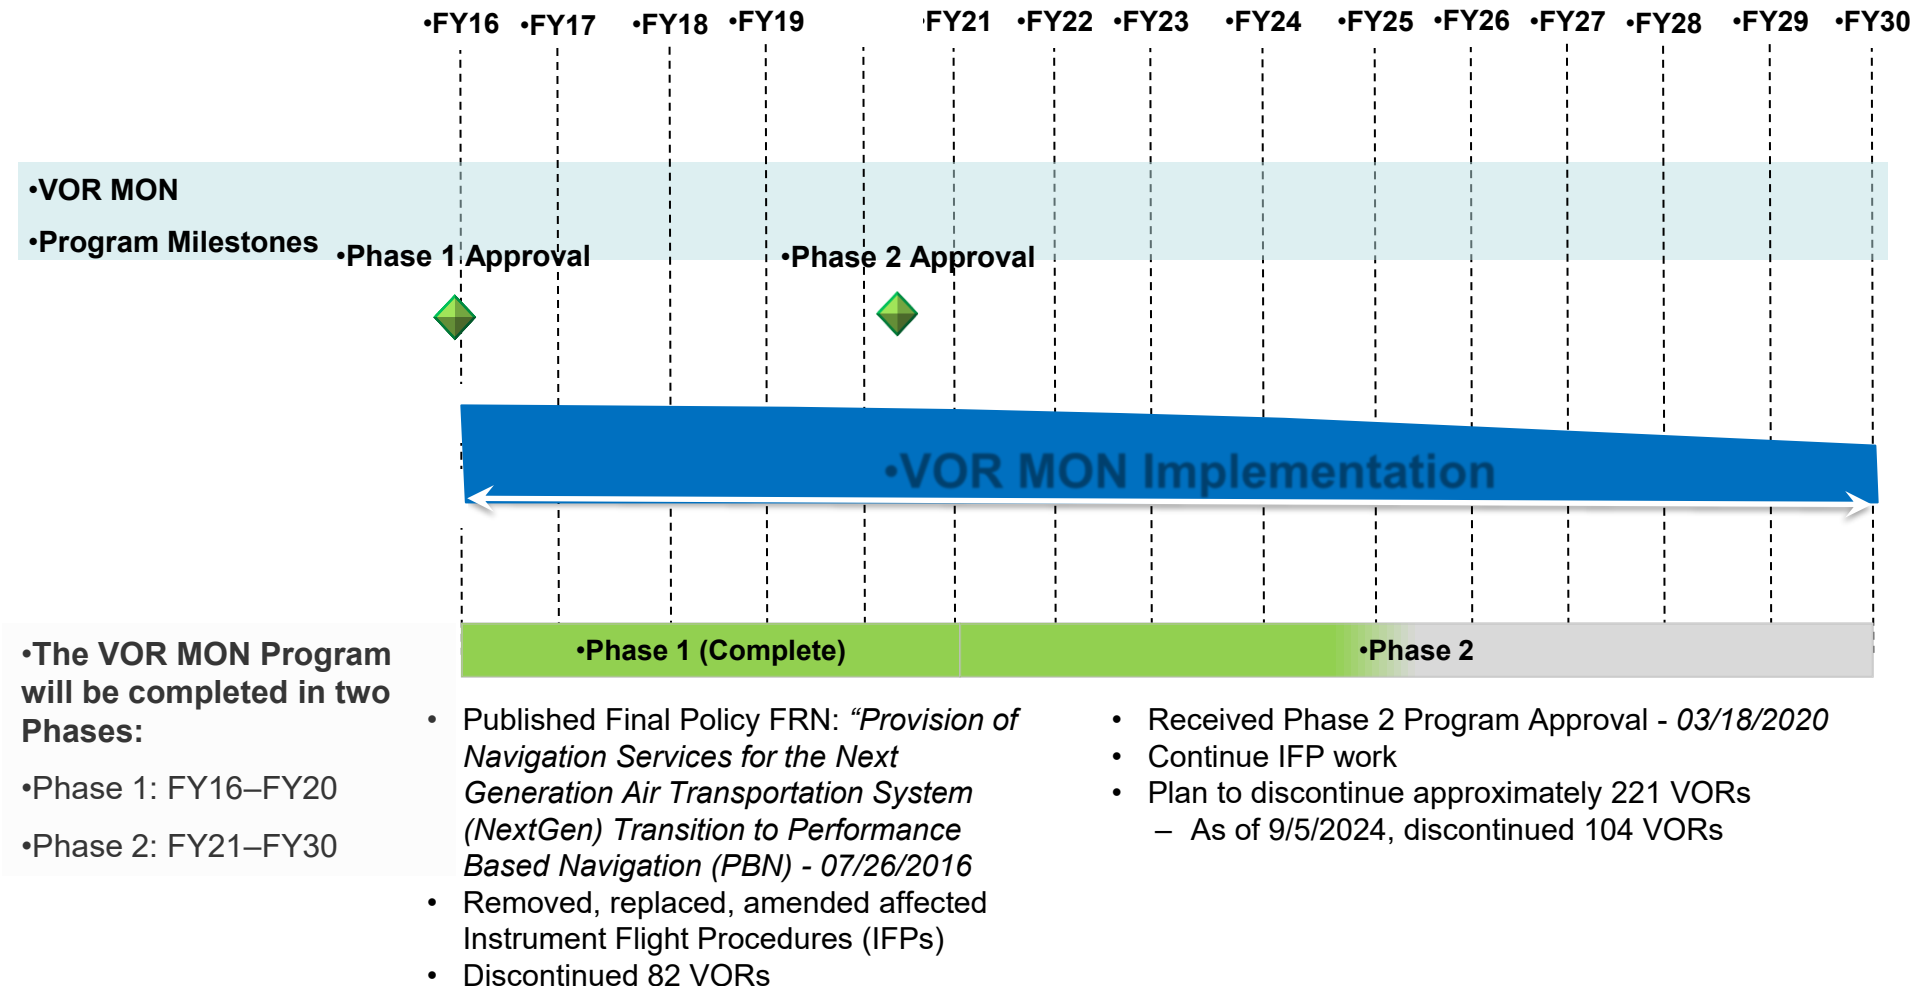 •FY16 •FY17 •FY18 •FY19 FY21 •FY22 •FY23 •FY24 •FY25 •FY26 •FY27 •FY28 •FY29 •FY30
•VOR MON
•Program Milestones
•Phase 1 Approval
•Phase 2 Approval
•VOR MON Implementation
•Phase 1 (Complete)
•Phase 2
•The VOR MON Program
will be completed in two
Phases:
•Phase 1: FY16–FY20
•Phase 2: FY21–FY30
• Published Final Policy FRN: “Provision of
Navigation Services for the Next
Generation Air Transportation System
(NextGen) Transition to Performance
Based Navigation (PBN) - 07/26/2016
• Removed, replaced, amended affected
Instrument Flight Procedures (IFPs)
• Discontinued 82 VORs
• Received Phase 2 Program Approval - 03/18/2020
• Continue IFP work
• Plan to discontinue approximately 221 VORs
– As of 9/5/2024, discontinued 104 VORs